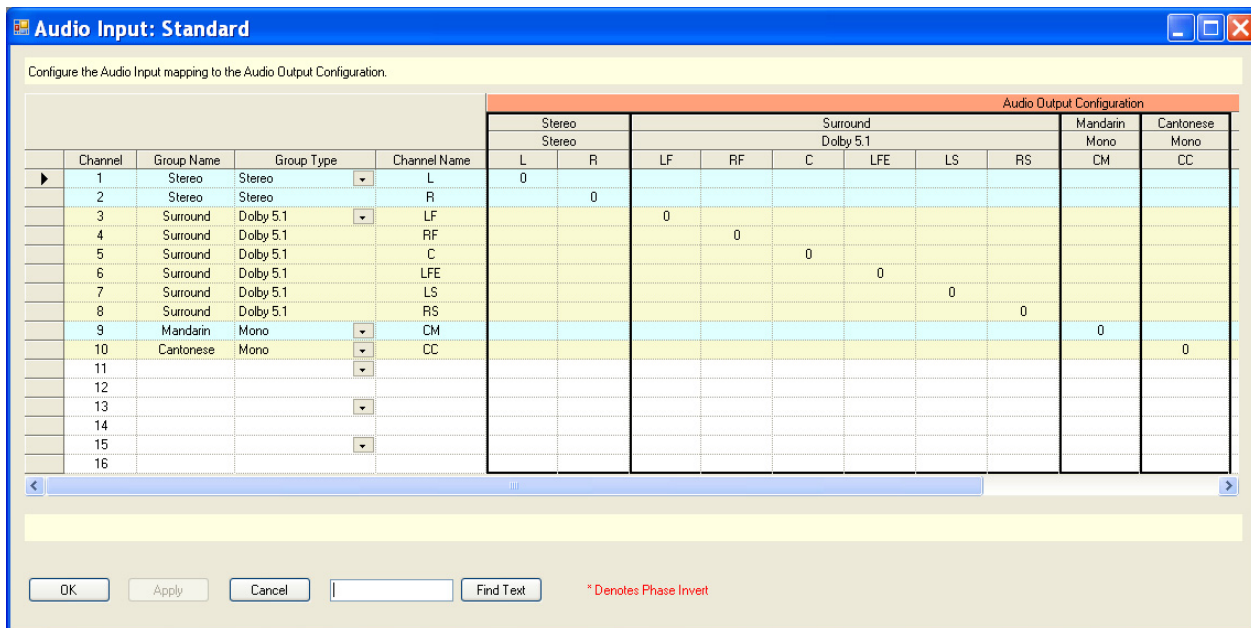 Audio Input: Standard
Configure the Audio Input mapping to the Audio Output Configuration.
Audio Output Configuration
Stereo Surround Mandarin Cantonese
Stereo Dolby 5.1 Mono Mono
Channel Group Name Group Type Channel Name L R LF RF C LFE LS RS CM CC
1 Stereo Stereo L 0
2 Stereo Stereo R 0
3 Surround Dolby 5.1 LF 0
4 Surround Dolby 5.1 RF 0
5 Surround Dolby 5.1 C 0
6 Surround Dolby 5.1 LFE 0
7 Surround Dolby 5.1 LS 0
8 Surround Dolby 5.1 RS 0
9 Mandarin Mono CM 0
10 Cantonese Mono CC 0
11
12
13
14
15
16
OK Apply Cancel Find Text * Denotes Phase Invert